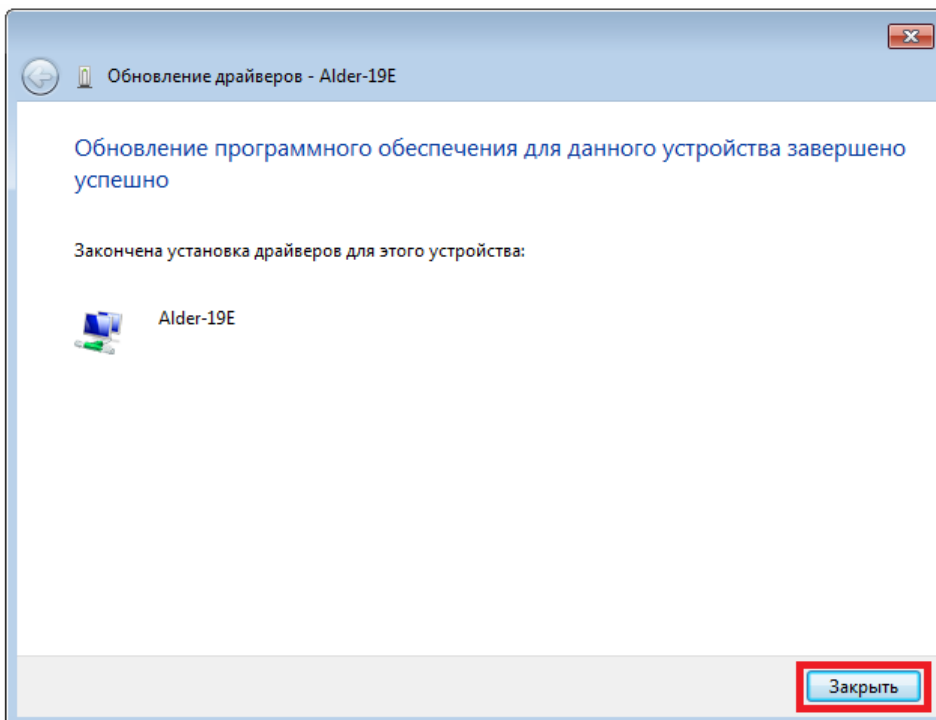 Обновление драйверов - Alder-19E
Обновление программного обеспечения для данного устройства завершено
успешно
Закончена установка драйверов для этого устройства:
Alder-19E
Закрыть